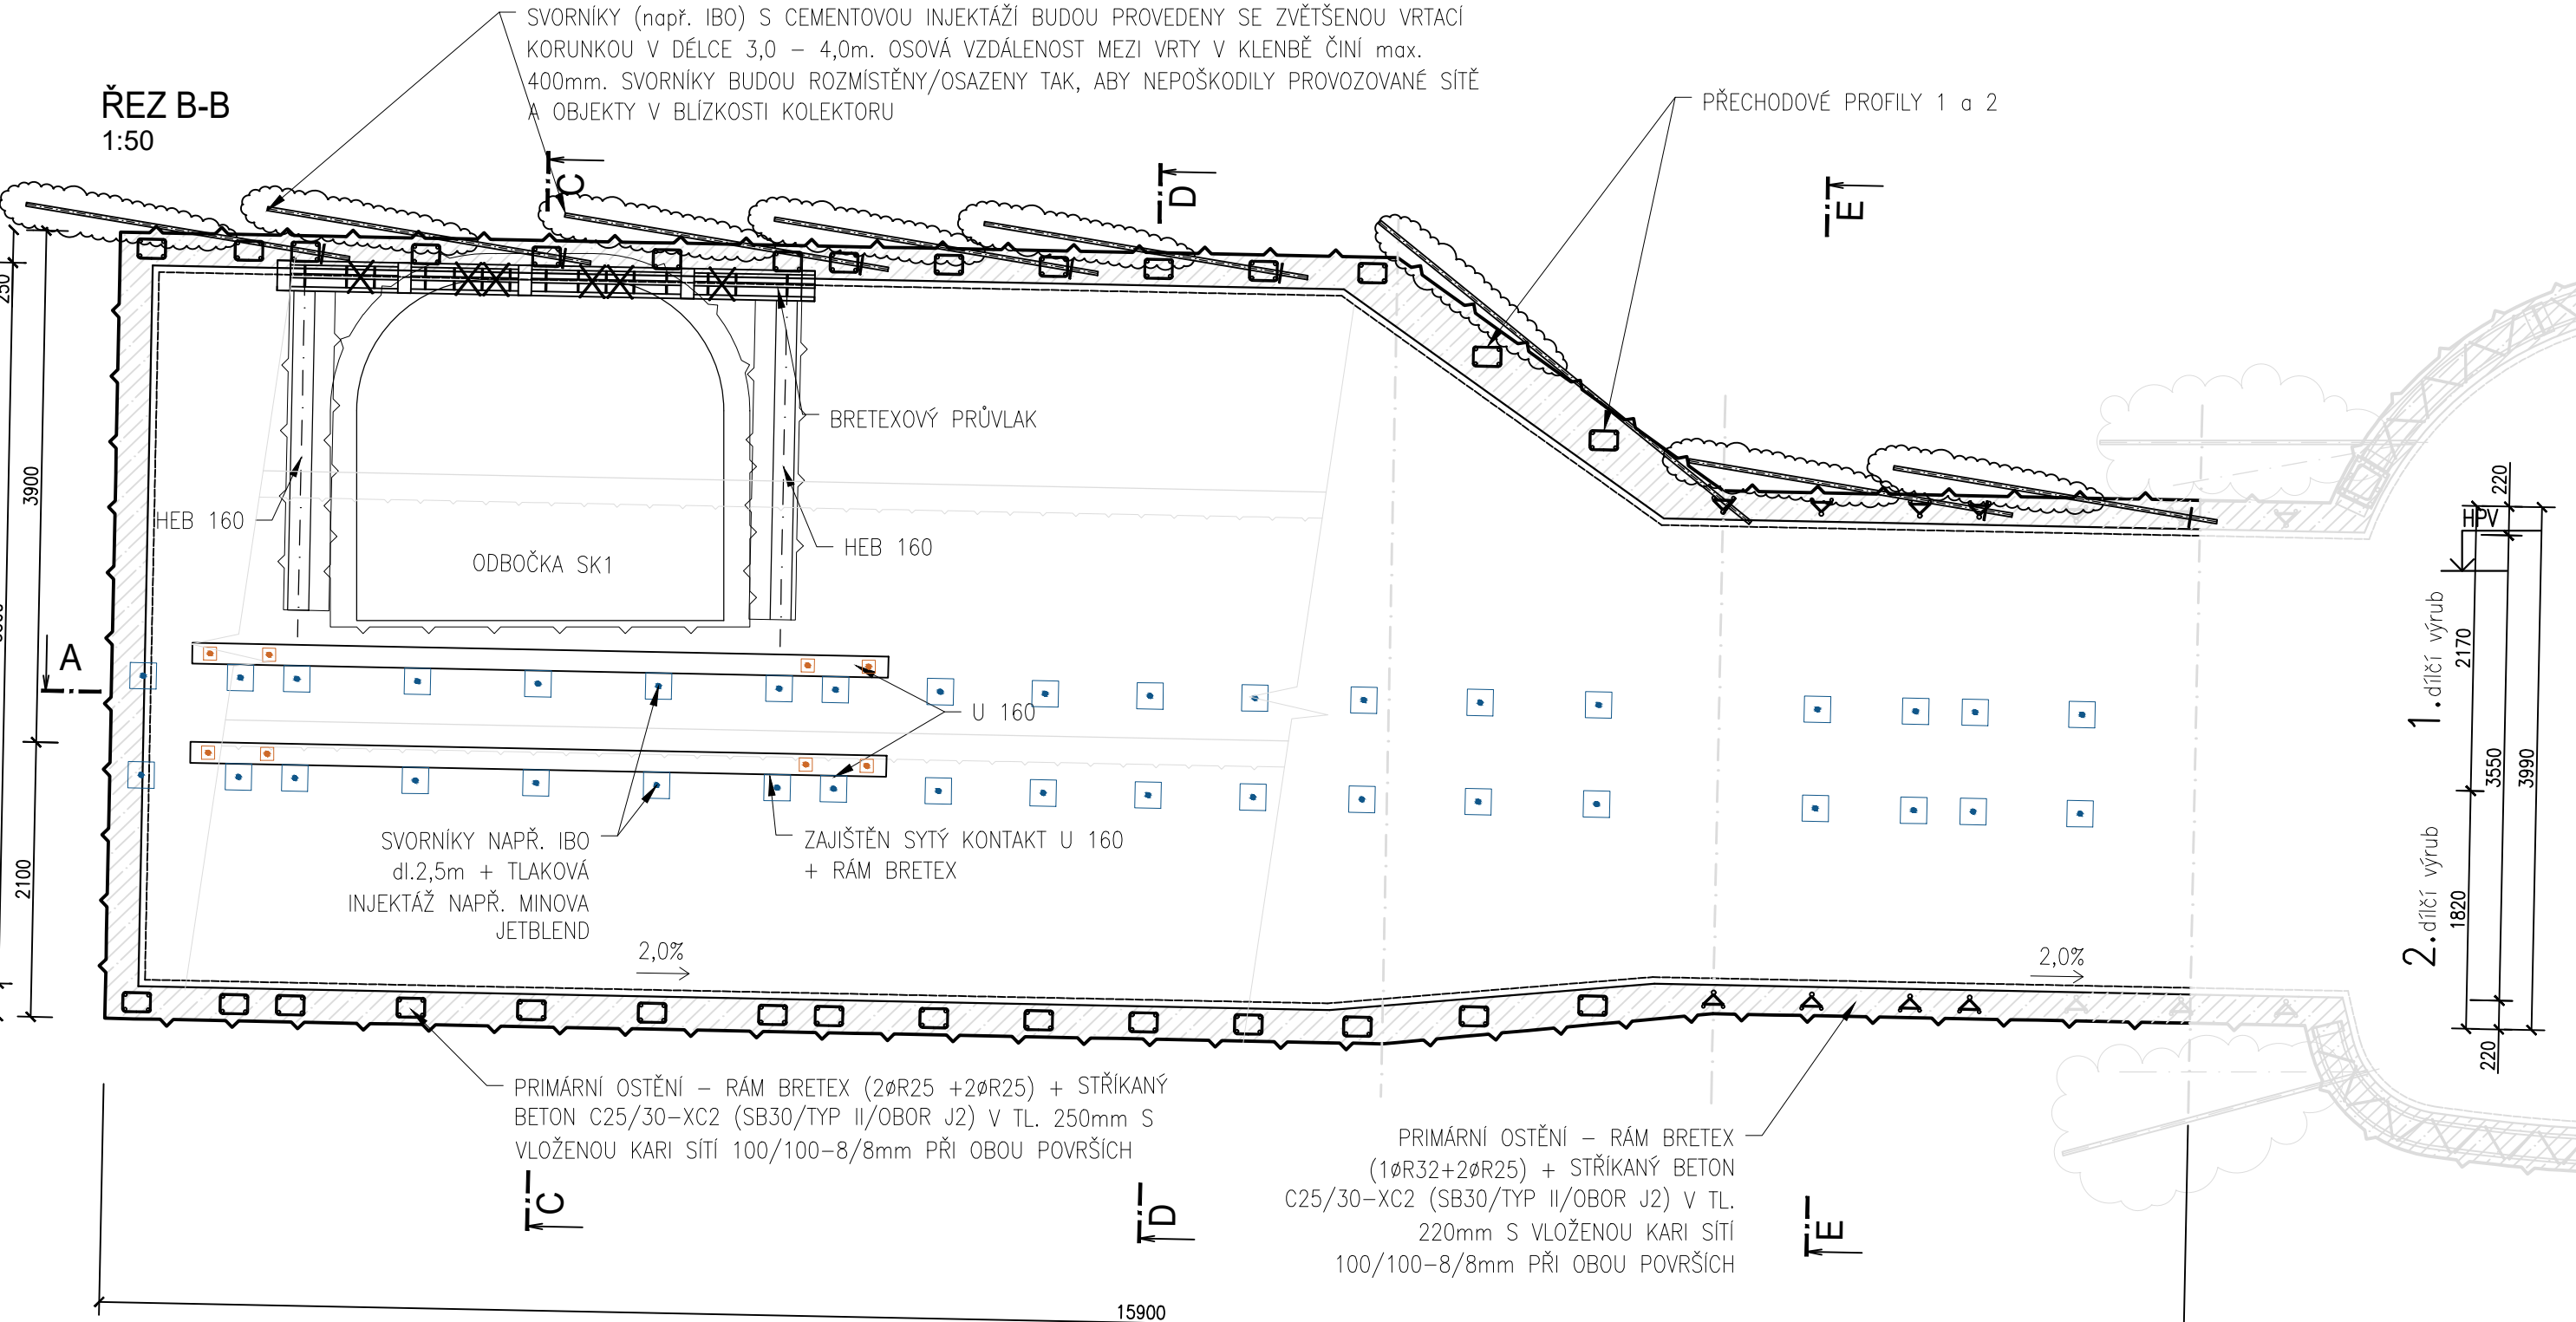 SVORNÍKY (např. IBO) S CEMENTOVOU INJEKTÁŽÍ BUDOU PROVEDENY SE ZVĚTŠENOU VRTACÍ
KORUNKOU V DÉLCE 3,0 – 4,0m. OSOVÁ VZDÁLENOST MEZI VRTY V KLENBĚ ČINÍ max.
400mm. SVORNÍKY BUDOU ROZMÍSTĚNY/OSAZENY TAK, ABY NEPOŠKODILY PROVOZOVANÉ SÍTĚ
A OBJEKTY V BLÍZKOSTI KOLEKTORU
ŘEZ B-B
1:50
PŘECHODOVÉ PROFILY 1 a 2
C
D
E
250
3900
BRETEXOVÝ PRŮVLAK
HEB 160
HEB 160
ODBOČKA SK1
220
HPV
A
U 160
1.dílčí výrub
2170
3550
3990
2100
SVORNÍKY NAPŘ. IBO
dl.2,5m + TLAKOVÁ
INJEKTÁŽ NAPŘ. MINOVA
JETBLEND
ZAJIŠTĚN SYTÝ KONTAKT U 160
+ RÁM BRETEX
2.dílčí výrub
1820
2,0%
2,0%
220
PRIMÁRNÍ OSTĚNÍ – RÁM BRETEX (2øR25 +2øR25) + STŘÍKANÝ
BETON C25/30–XC2 (SB30/TYP II/OBOR J2) V TL. 250mm S
VLOŽENOU KARI SÍTÍ 100/100–8/8mm PŘI OBOU POVRŠÍCH
PRIMÁRNÍ OSTĚNÍ – RÁM BRETEX
(1øR32+2øR25) + STŘÍKANÝ BETON
C25/30–XC2 (SB30/TYP II/OBOR J2) V TL.
220mm S VLOŽENOU KARI SÍTÍ
100/100–8/8mm PŘI OBOU POVRŠÍCH
C
D
E
15900